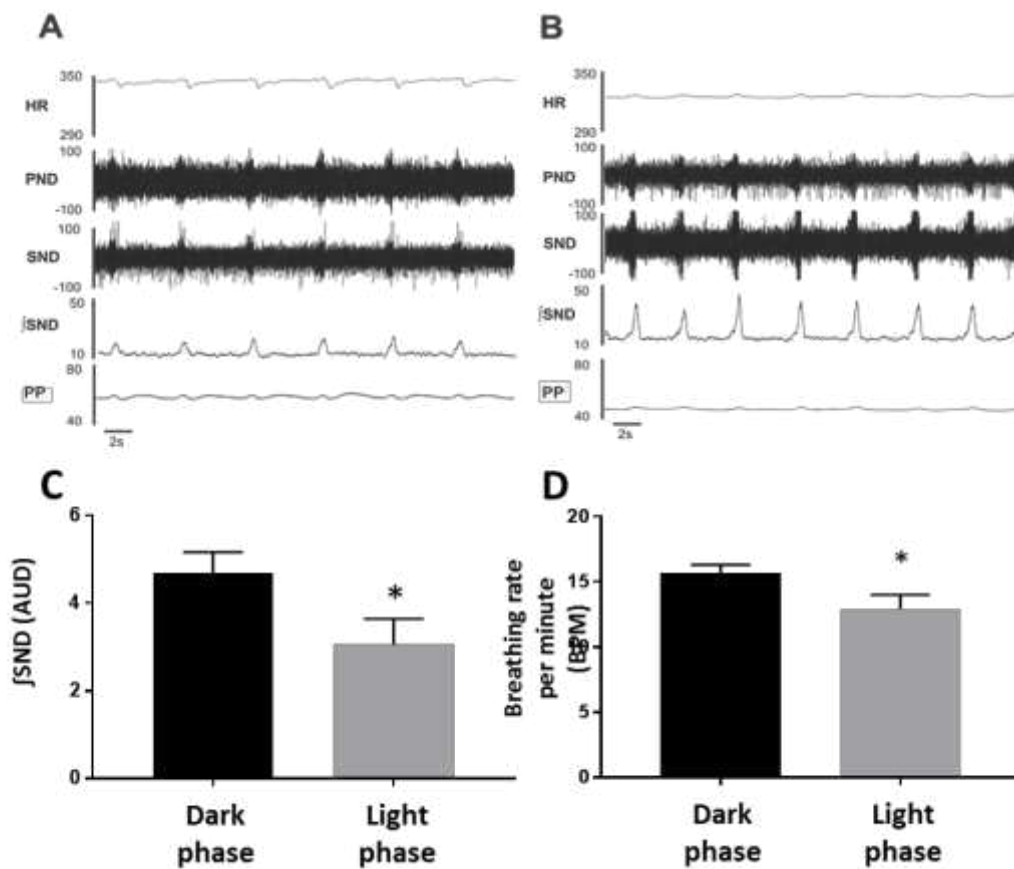 A
350
HR
290
100
PND
-100
100
SND
-100
50
∫SND
10
80
PP
40
2s
B
350
HR
290
100
PND
-100
100
SND
-100
50
∫SND
10
80
PP
40
2s
C
6
4
2
0
∫SND (AUD)
*
Dark
phase
Light
phase
D
20
15
10
5
0
Breathing rate
per minute
(BPM)
*
Dark
phase
Light
phase